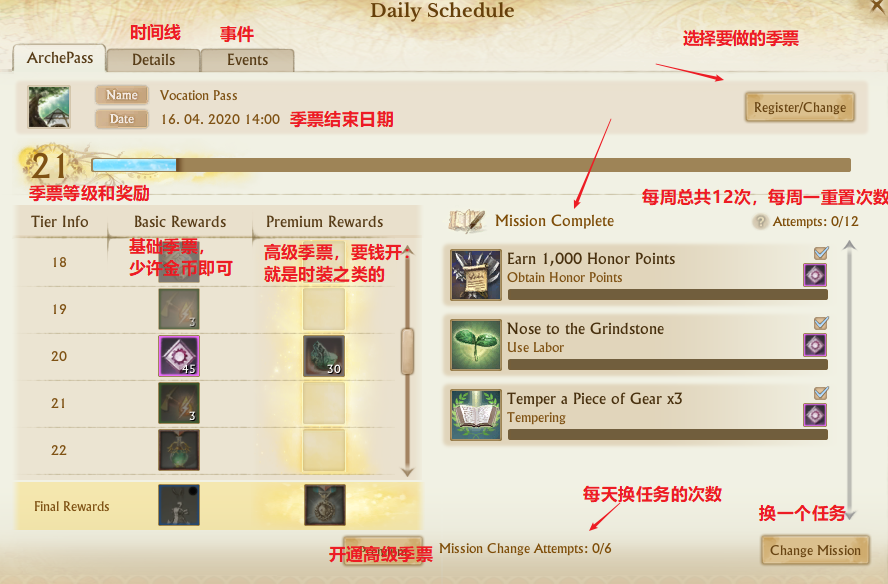 Daily Schedule
时间线
事件
选择要做的季票
ArchePass
Details
Events
Name
Vocation Pass
Register/Change
Date
16. 04. 2020 14:00
季票结束日期
21
季票等级和奖励
每周总共12次，每周一重置次数
Tier Info
Basic Rewards
Premium Rewards
Mission Complete
? Attempts: 0/12
基础季票，
少许金币即可
高级季票，要钱开
就是时装之类的
18
Earn 1,000 Honor Points
Obtain Honor Points
19
3
Nose to the Grindstone
Use Labor
20
45
30
21
3
Temper a Piece of Gear x3
Tempering
22
Final Rewards
每天换任务的次数
换一个任务
开通高级季票
Mission Change Attempts: 0/6
Change Mission